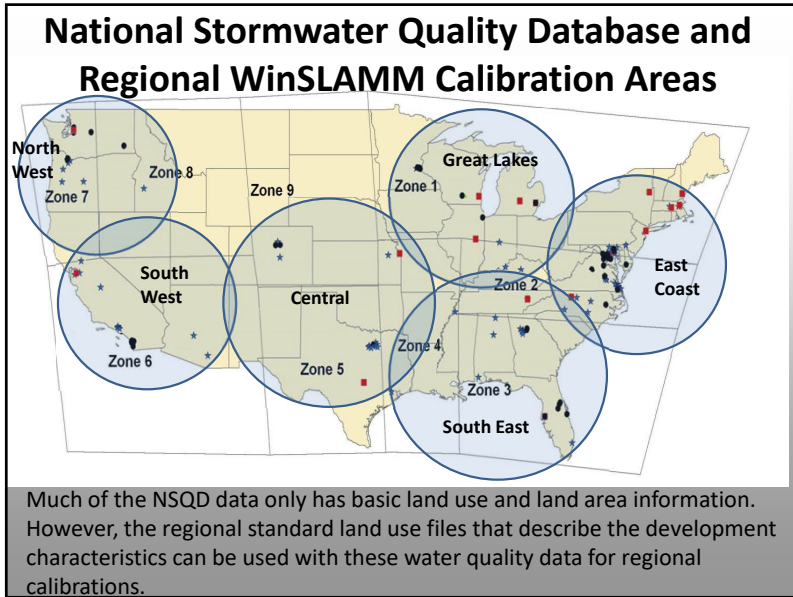 National Stormwater Quality Database and
Regional WinSLAMM Calibration Areas
North
West
Zone 7
Zone 8
Zone 9
Zone 1
Great Lakes
South
West
Central
Zone 2
East
Coast
Zone 6
Zone 5
Zone 4
Zone 3
South East
Much of the NSQD data only has basic land use and land area information.
However, the regional standard land use files that describe the development
characteristics can be used with these water quality data for regional
calibrations.